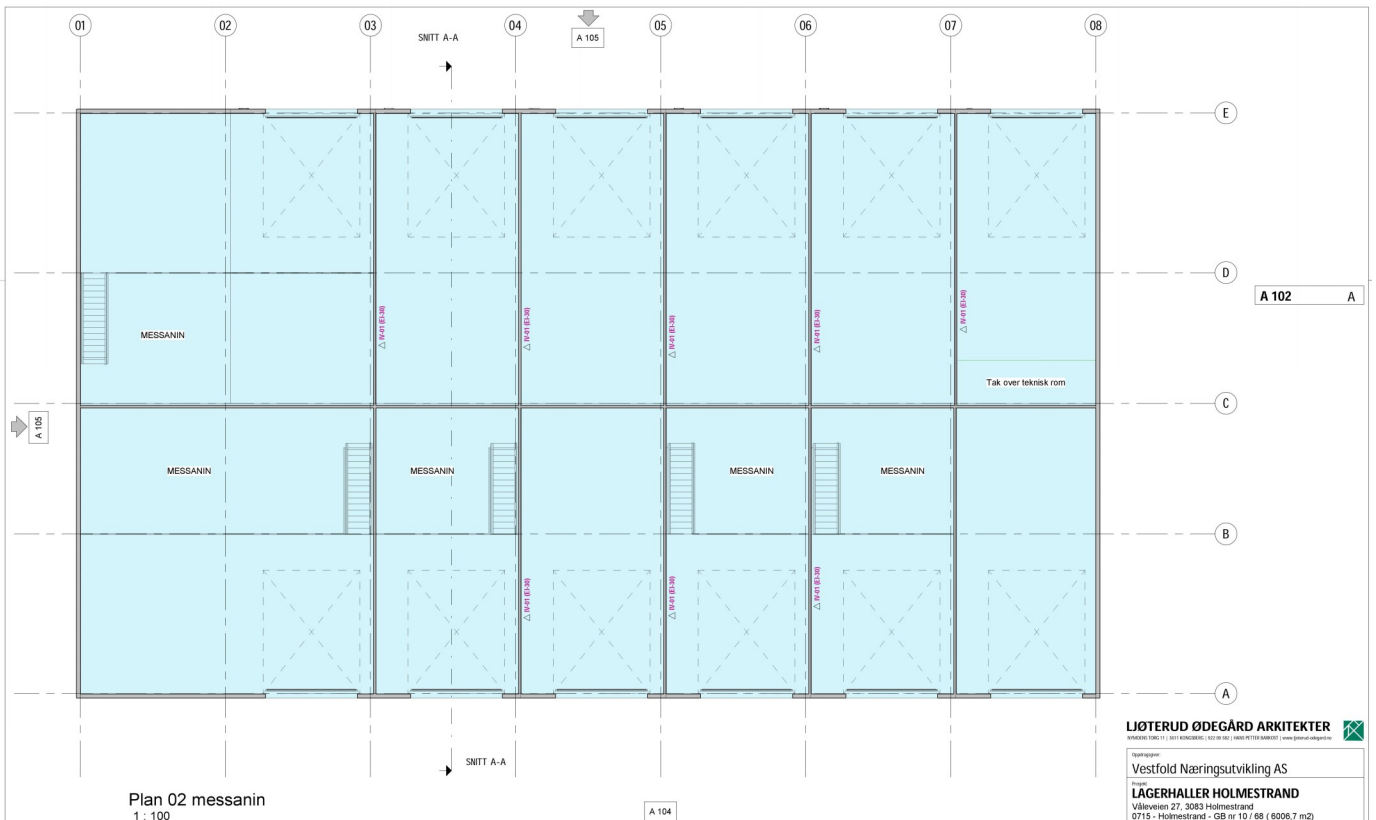 01
02
03
04
05
06
07
08
SNITT A-A
A 105
E
D
A 102 A
IV-01 (EI-30)
IV-01 (EI-30)
IV-01 (EI-30)
IV-01 (EI-30)
IV-01 (EI-30)
MESSANIN
Tak over teknisk rom
C
A 105
MESSANIN
MESSANIN
MESSANIN
MESSANIN
B
IV-01 (EI-30)
IV-01 (EI-30)
IV-01 (EI-30)
A
LJØTERUD ØDEGÅRD ARKITEKTER
Oppdragsgiver:
Vestfold Næringsutvikling AS
SNITT A-A
Prosjekt:
LAGERHALLER HOLMESTRAND
Våleveien 27, 3083 Holmestrand
0715 - Holmestrand - GB nr 10 / 68 ( 6006,7 m2)
Plan 02 messanin
1 : 100
A 104